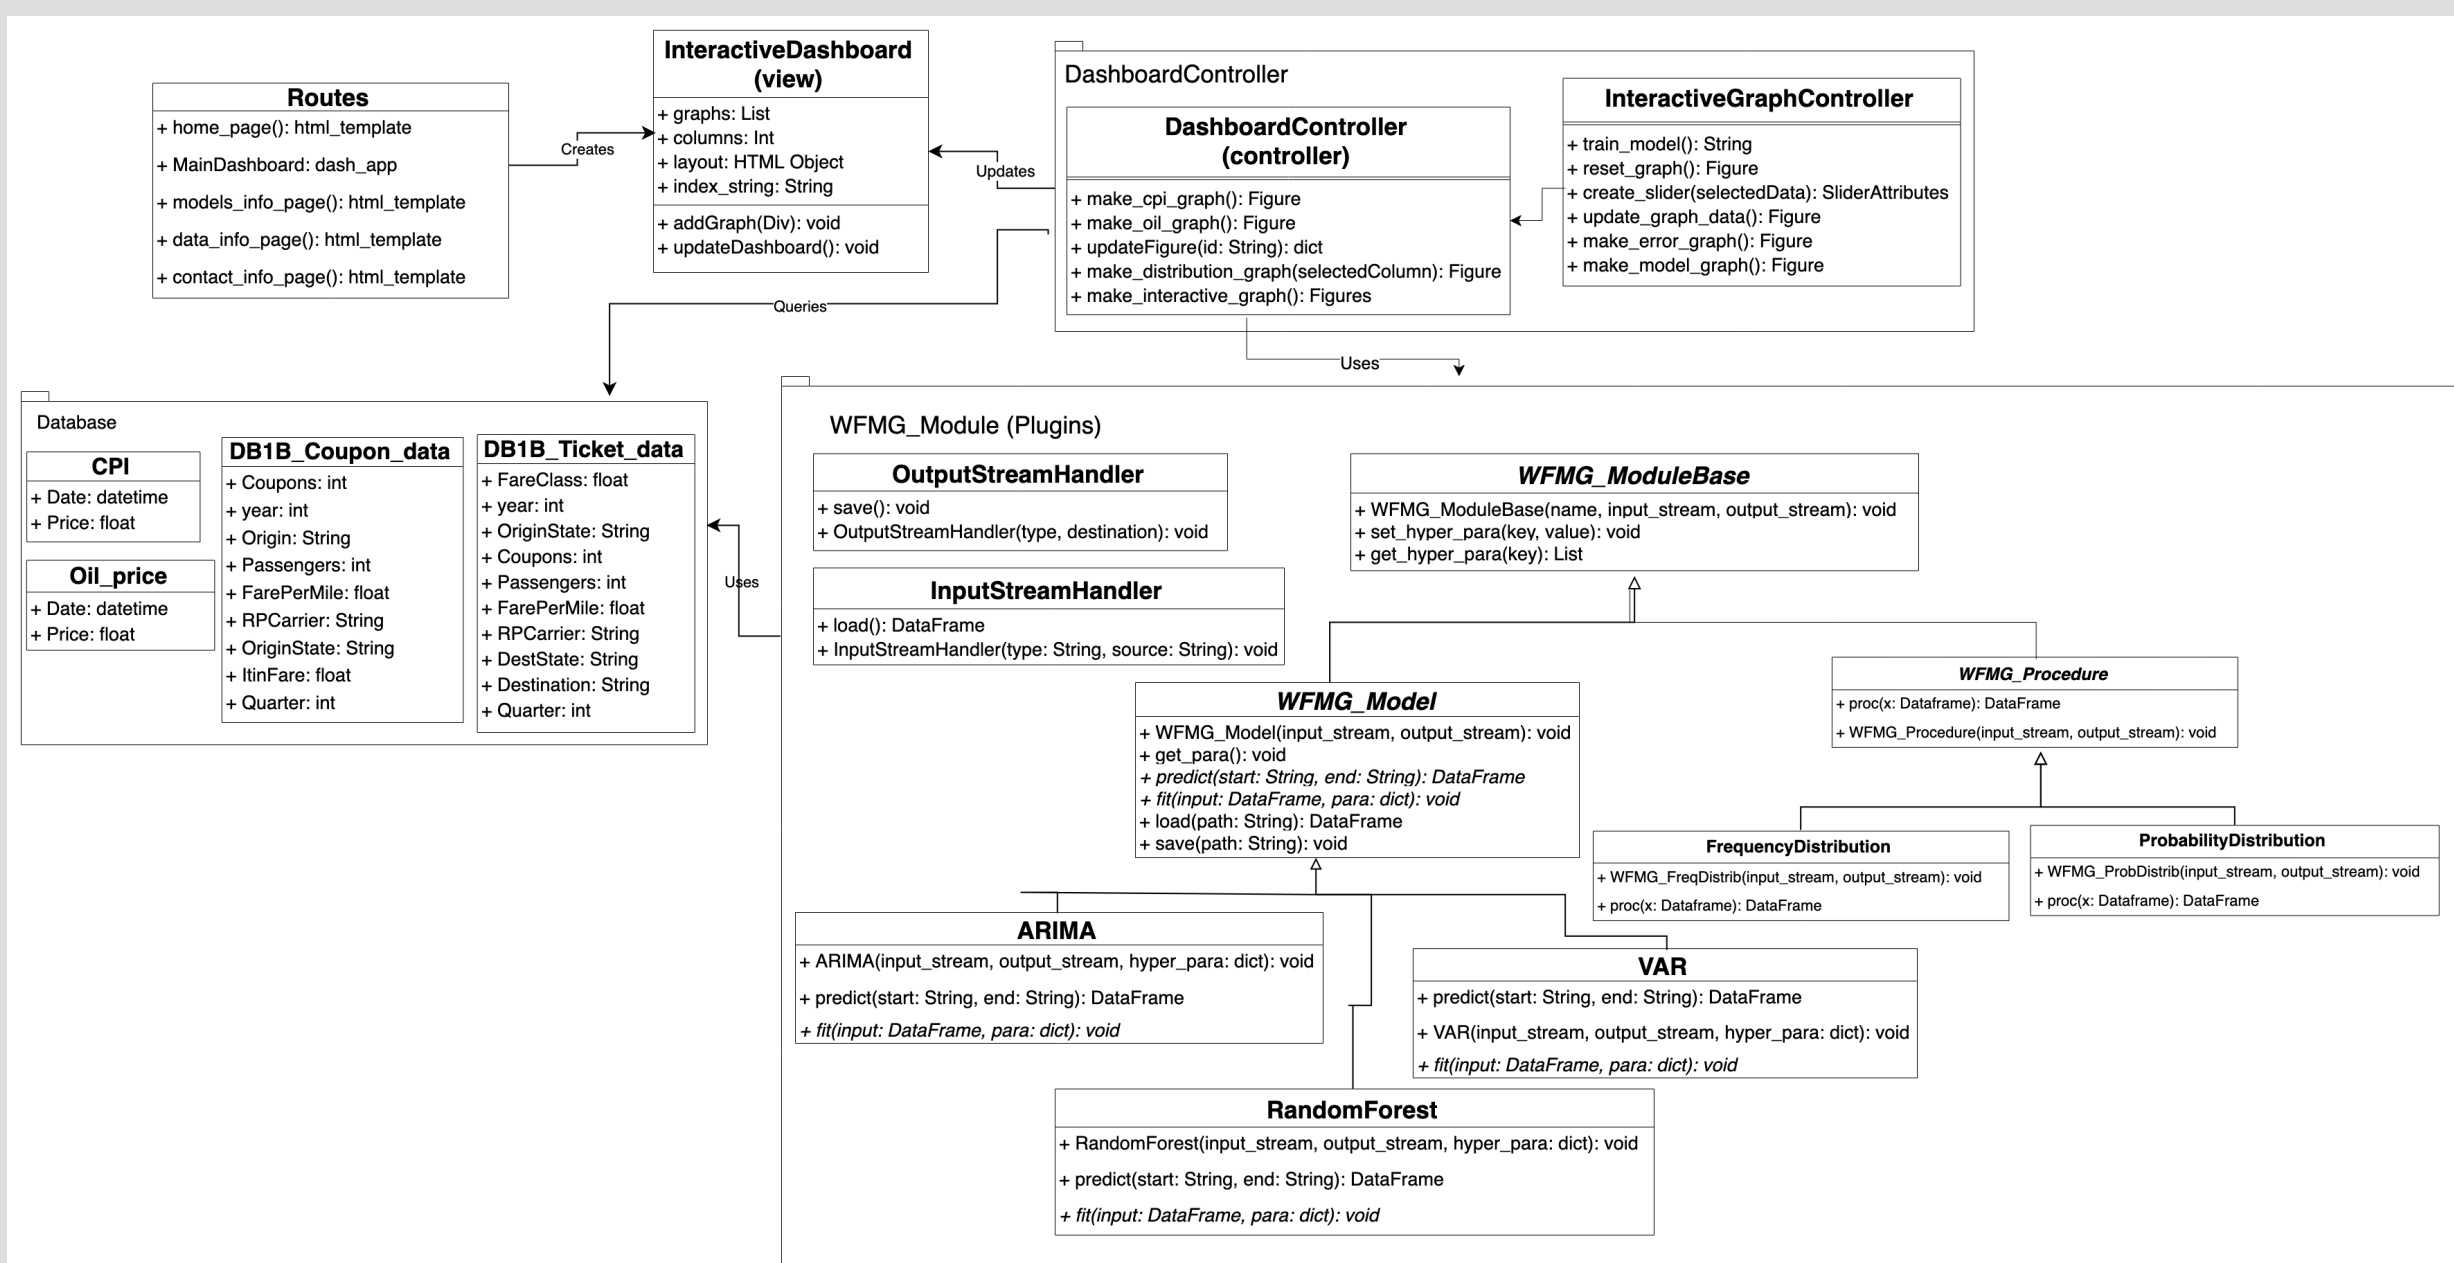 Routes
+ home_page(): html_template
+ MainDashboard: dash_app
+ models_info_page(): html_template
+ data_info_page(): html_template
+ contact_info_page(): html_template
Creates
InteractiveDashboard
(view)
+ graphs: List
+ columns: Int
+ layout: HTML Object
+ index_string: String
+ addGraph(Div): void
+ updateDashboard(): void
Updates
DashboardController
DashboardController
(controller)
+ make_cpi_graph(): Figure
+ make_oil_graph(): Figure
+ updateFigure(id: String): dict
+ make_distribution_graph(selectedColumn): Figure
+ make_interactive_graph(): Figures
InteractiveGraphController
+ train_model(): String
+ reset_graph(): Figure
+ create_slider(selectedData): SliderAttributes
+ update_graph_data(): Figure
+ make_error_graph(): Figure
+ make_model_graph(): Figure
Queries
Uses
Database
CPI
+ Date: datetime
+ Price: float
Oil_price
+ Date: datetime
+ Price: float
DB1B_Coupon_data
+ Coupons: int
+ year: int
+ Origin: String
+ Passengers: int
+ FarePerMile: float
+ RPCarrier: String
+ OriginState: String
+ ItinFare: float
+ Quarter: int
DB1B_Ticket_data
+ FareClass: float
+ year: int
+ OriginState: String
+ Coupons: int
+ Passengers: int
+ FarePerMile: float
+ RPCarrier: String
+ DestState: String
+ Destination: String
+ Quarter: int
Uses
WFMG_Module (Plugins)
OutputStreamHandler
+ save(): void
+ OutputStreamHandler(type, destination): void
InputStreamHandler
+ load(): DataFrame
+ InputStreamHandler(type: String, source: String): void
WFMG_ModuleBase
+ WFMG_ModuleBase(name, input_stream, output_stream): void
+ set_hyper_para(key, value): void
+ get_hyper_para(key): List
WFMG_Model
+ WFMG_Model(input_stream, output_stream): void
+ get_para(): void
+ predict(start: String, end: String): DataFrame
+ fit(input: DataFrame, para: dict): void
+ load(path: String): DataFrame
+ save(path: String): void
WFMG_Procedure
+ proc(x: Dataframe): DataFrame
+ WFMG_Procedure(input_stream, output_stream): void
FrequencyDistribution
+ WFMG_FreqDistrib(input_stream, output_stream): void
+ proc(x: Dataframe): DataFrame
ProbabilityDistribution
+ WFMG_ProbDistrib(input_stream, output_stream): void
+ proc(x: Dataframe): DataFrame
ARIMA
+ ARIMA(input_stream, output_stream, hyper_para: dict): void
+ predict(start: String, end: String): DataFrame
+ fit(input: DataFrame, para: dict): void
VAR
+ predict(start: String, end: String): DataFrame
+ VAR(input_stream, output_stream, hyper_para: dict): void
+ fit(input: DataFrame, para: dict): void
RandomForest
+ RandomForest(input_stream, output_stream, hyper_para: dict): void
+ predict(start: String, end: String): DataFrame
+ fit(input: DataFrame, para: dict): void